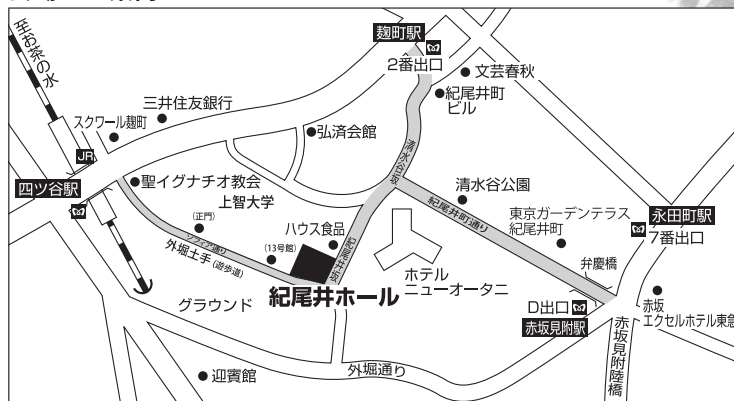 麹町駅
2番出口
至お茶の水
文芸春秋
紀尾井町
ビル
三井住友銀行
スクワール麹町
弘済会館
清水谷坂
JR
四ツ谷駅
聖イグナチオ教会
上智大学
清水谷公園
紀尾井町通り
東京ガーデンテラス
紀尾井町
永田町駅
7番出口
(正門)
ソフィア通り
外堀土手(遊歩道)
(13号館)
ハウス食品
紀尾井坂
ホテル
ニューオータニ
弁慶橋
グラウンド
紀尾井ホール
D出口
赤坂見附駅
赤坂
エクセルホテル東急
赤坂見附陸橋
迎賓館
外堀通り